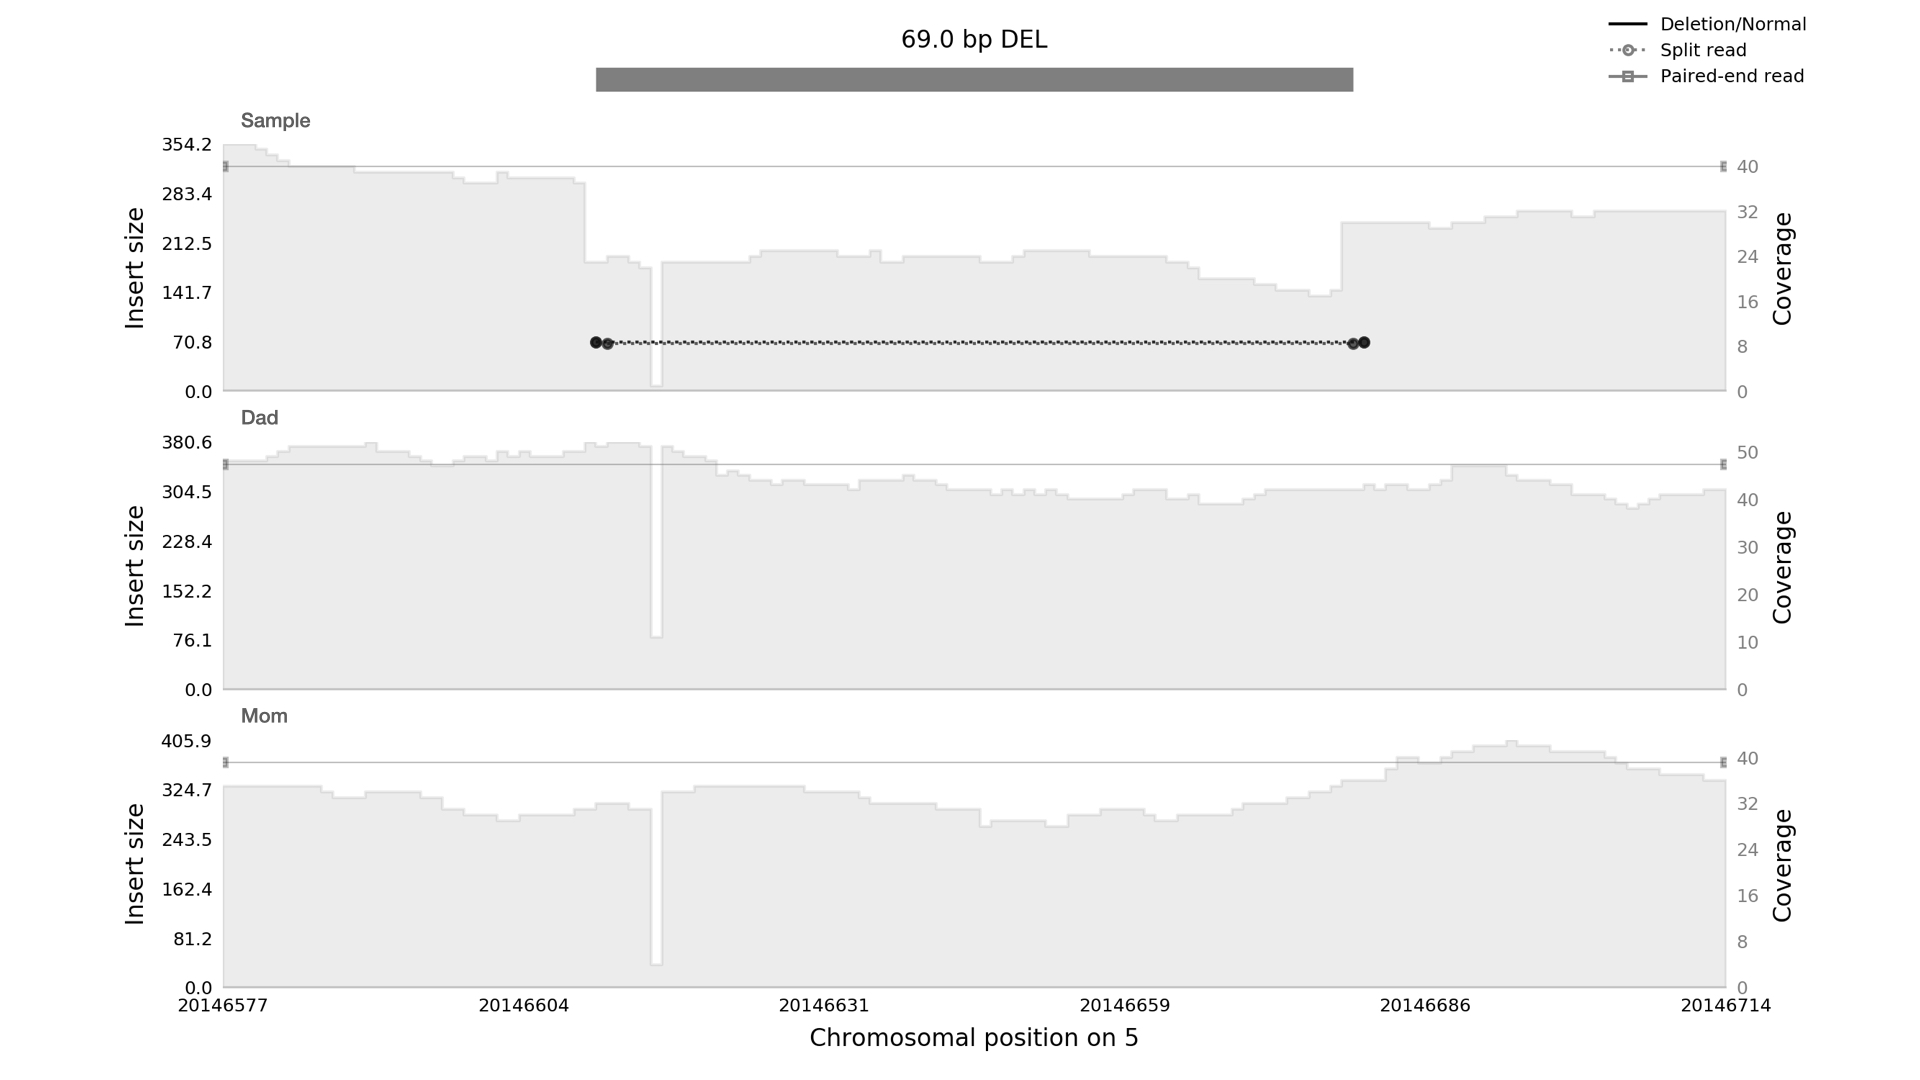 69.0 bp DEL
Deletion/Normal
Split read
Paired-end read
Sample
354.2
283.4
212.5
141.7
70.8
0.0
Insert size
40
32
24
16
8
0
Coverage
Dad
380.6
304.5
228.4
152.2
76.1
0.0
Insert size
50
40
30
20
10
0
Coverage
Mom
405.9
324.7
243.5
162.4
81.2
0.0
Insert size
40
32
24
16
8
0
Coverage
20146577 20146604 20146631 20146659 20146686 20146714
Chromosomal position on 5